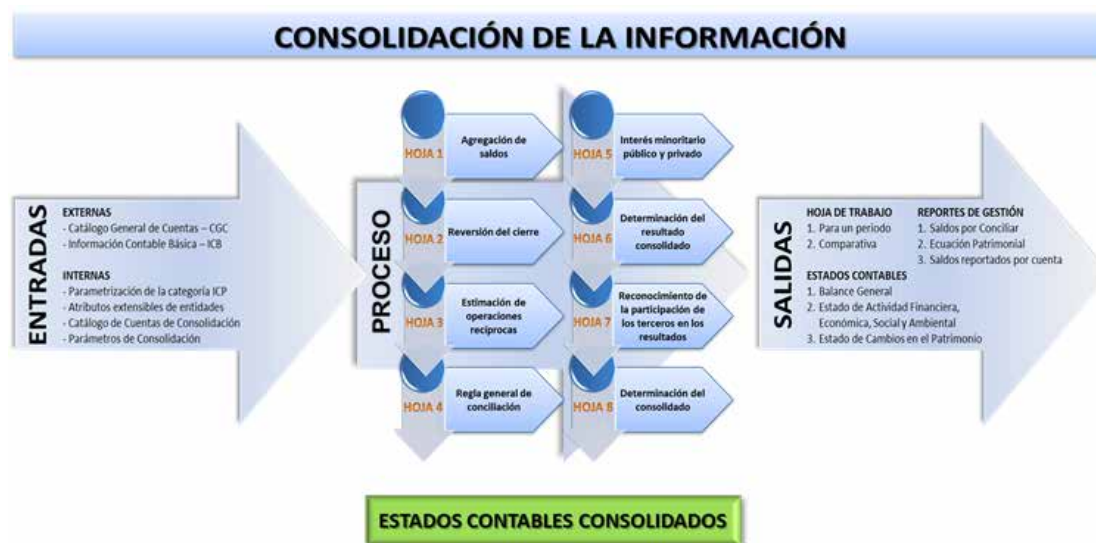 CONSOLIDACIÓN DE LA INFORMACIÓN
ENTRADAS
EXTERNAS
- Catálogo General de Cuentas – CGC
- Información Contable Básica – ICB
INTERNAS
- Parametrización de la categoría ICP
- Atributos extensibles de entidades
- Catálogo de Cuentas de Consolidación
- Parámetros de Consolidación
PROCESO
HOJA 1
Agregación de
saldos
HOJA 2
Reversión del cierre
HOJA 3
Estimación de
operaciones
recíprocas
HOJA 4
Regla general de
conciliación
HOJA 5
Interés minoritario
público y privado
HOJA 6
Determinación del
resultado
consolidado
HOJA 7
Reconocimiento de
la participación de
los terceros en los
resultados
HOJA 8
Determinación del
consolidado
SALIDAS
HOJA DE TRABAJO
1. Para un periodo
2. Comparativa
REPORTES DE GESTIÓN
1. Saldos por Conciliar
2. Ecuación Patrimonial
3. Saldos reportados por cuenta
ESTADOS CONTABLES
1. Balance General
2. Estado de Actividad Financiera,
Económica, Social y Ambiental
3. Estado de Cambios en el Patrimonio
ESTADOS CONTABLES CONSOLIDADOS